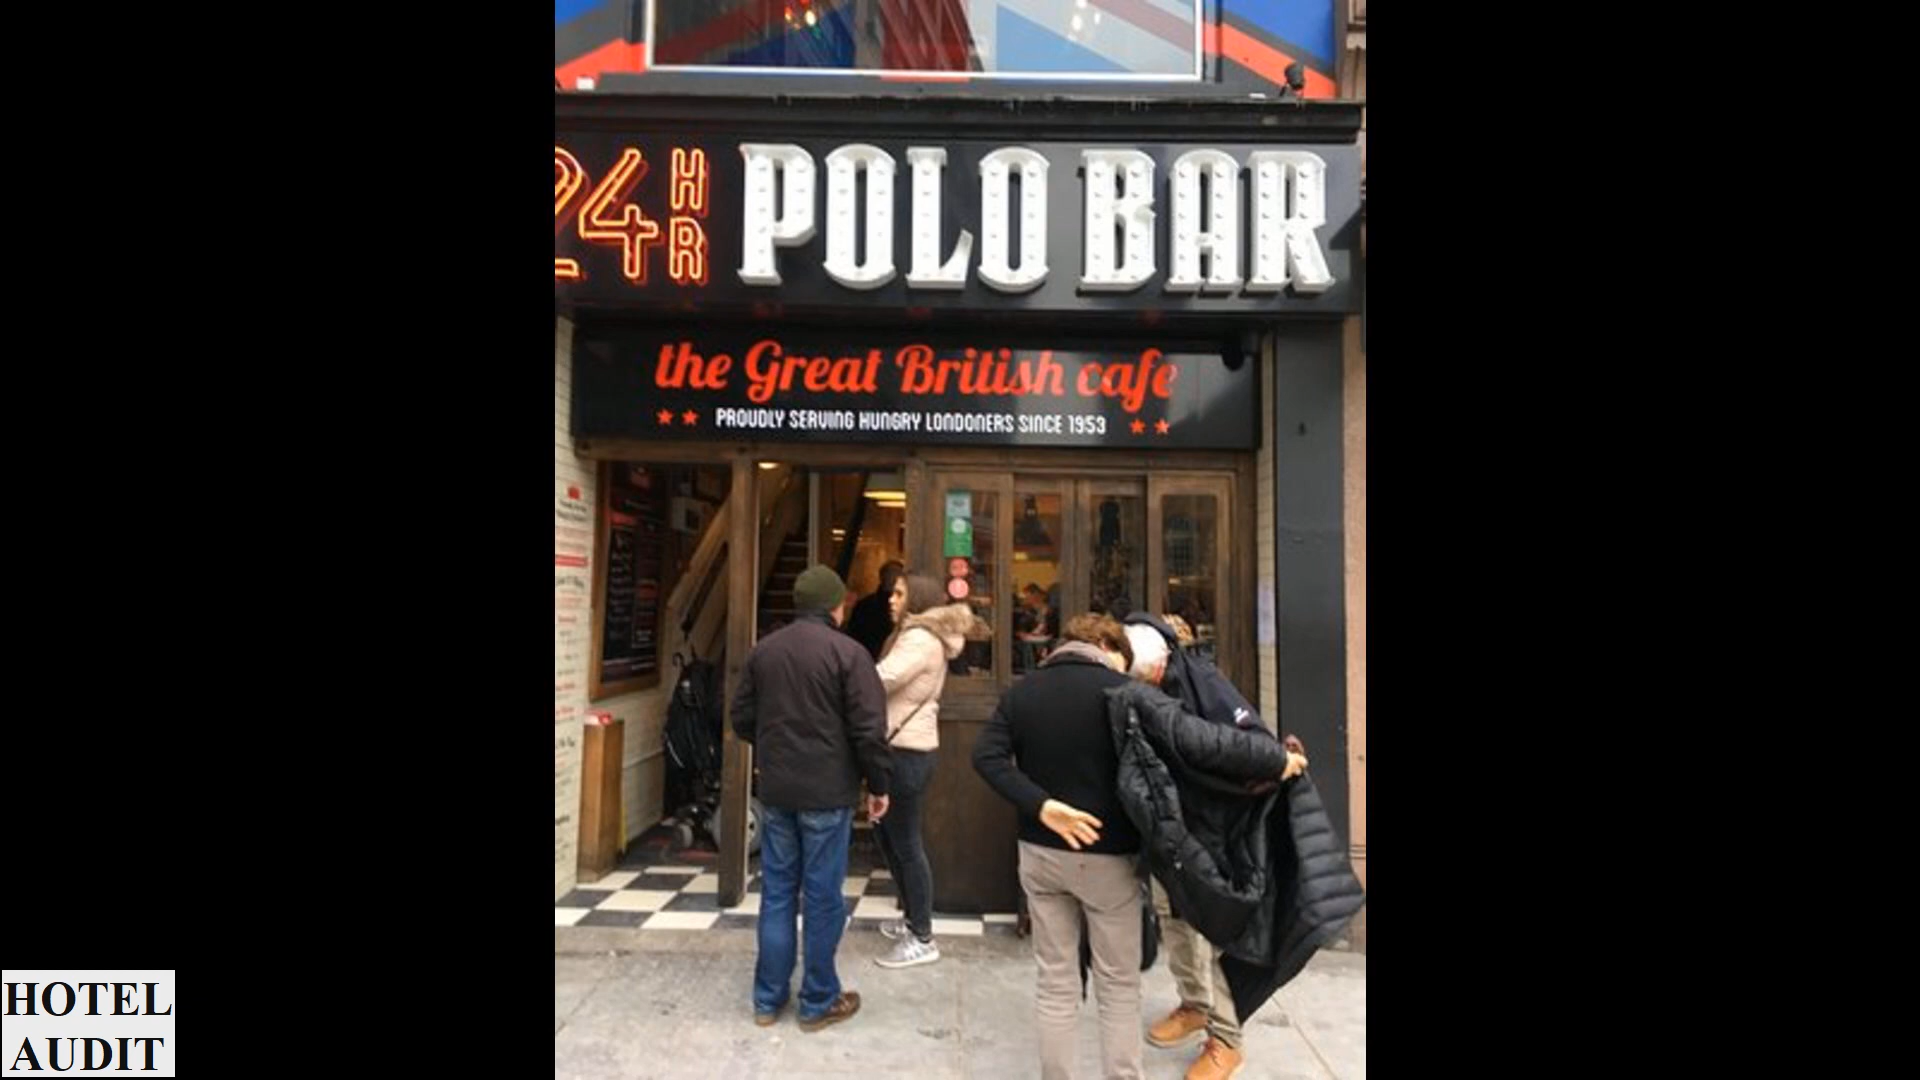 24 HR POLO BAR
the Great British cafe
PROUDLY SERVING HUNGRY LONDONERS SINCE 1953
HOTEL
AUDIT